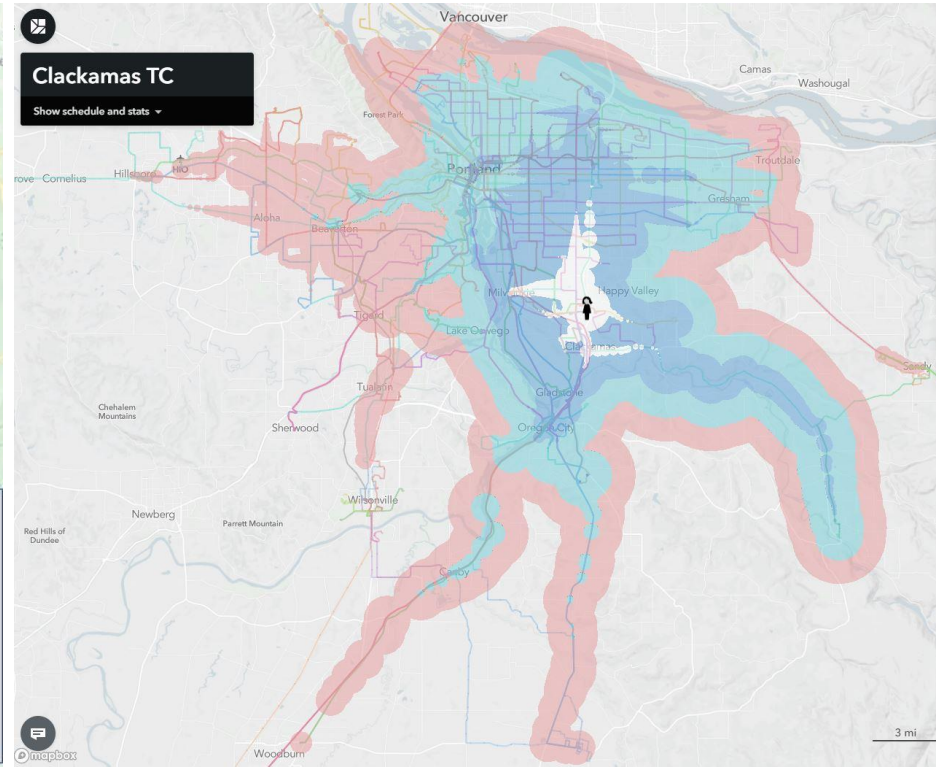 Vancouver
Clackamas TC
Show schedule and stats
Camas
Washougal
Forest Park
Troutdale
Portland
HIO
Hillsboro
rove Cornelius
Gresham
Aloha
Beaverton
Milwaukie
Happy Valley
Tigard
Lake Oswego
Sandy
Tualatin
Gladstone
Chehalem
Mountains
Sherwood
Oregon City
Wilsonville
Newberg
Parrett Mountain
Red Hills of
Dundee
Canby
3 mi
Woodburn
mapbox